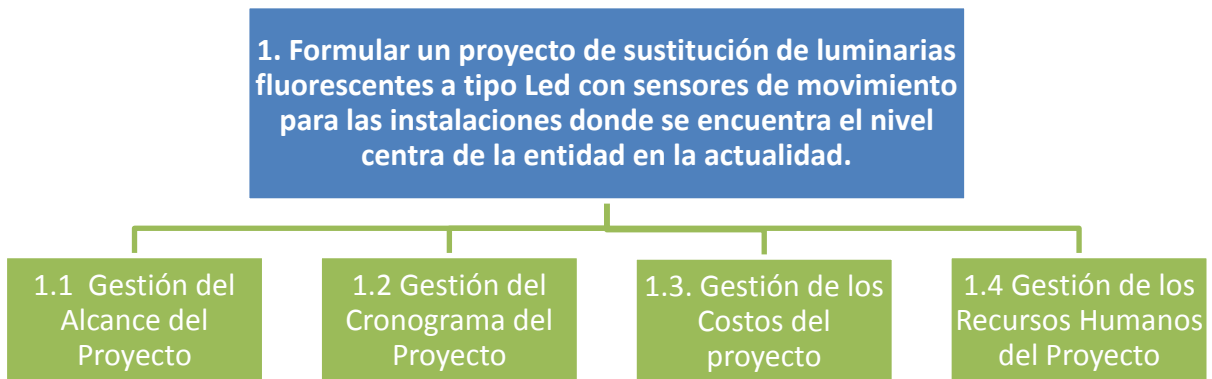 1. Formular un proyecto de sustitución de luminarias
fluorescentes a tipo Led con sensores de movimiento
para las instalaciones donde se encuentra el nivel
centra de la entidad en la actualidad.
1.1 Gestión del
Alcance del
Proyecto
1.2 Gestión del
Cronograma del
Proyecto
1.3. Gestión de los
Costos del
proyecto
1.4 Gestión de los
Recursos Humanos
del Proyecto